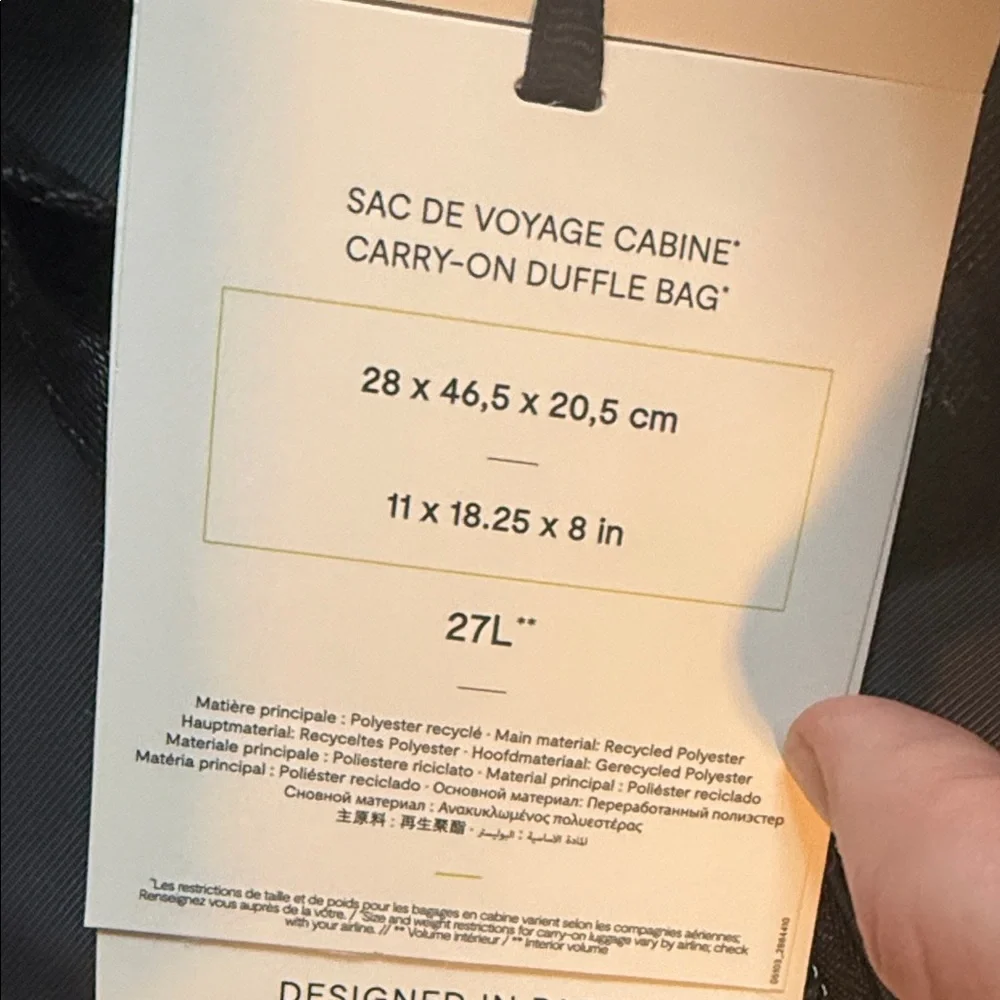 SAC DE VOYAGE CABINE*
CARRY-ON DUFFLE BAG*
28 x 46,5 x 20,5 cm
11 x 18.25 x 8 in
27L**
Matière principale : Polyester recyclé · Main material: Recycled Polyester
Hauptmaterial: Recyceltes Polyester · Hoofdmateriaal: Gerecycled Polyester
Materiale principale : Poliestere riciclato · Material principal : Poliéster reciclado
Matéria principal : Poliéster reciclado · Основной материал: Переработанный полиэстер
Сновной материал : Ανακυκλωμένος πολυεστέρας
主原料 : 再生聚酯 · المادة الاساسية : البوليستر
*Les restrictions de taille et de poids pour les bagages en cabine varient selon les compagnies aériennes;
Renseignez vous auprès de la vôtre. / *Size and weight restrictions for carry-on luggage vary by airline; check
with your airline. // ** Volume intérieur / ** Interior volume
DESIGNED IN